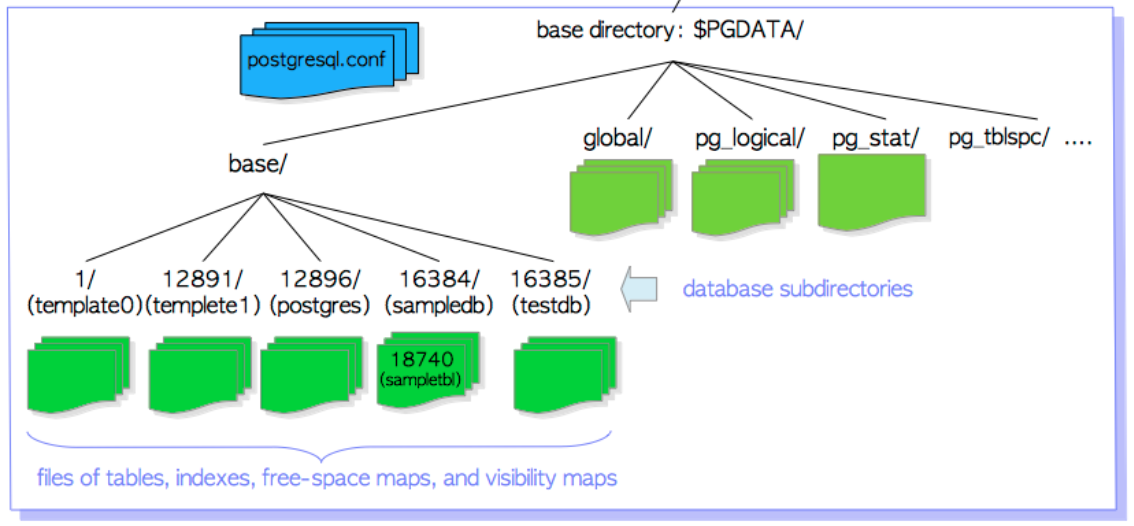 base directory: $PGDATA/
postgresql.conf
global/ pg_logical/ pg_stat/ pg_tblspc/ ....
base/
1/ 12891/ 12896/ 16384/ 16385/
(template0) (templete1) (postgres) (sampledb) (testdb)
database subdirectories
18740
(sampletbl)
files of tables, indexes, free-space maps, and visibility maps